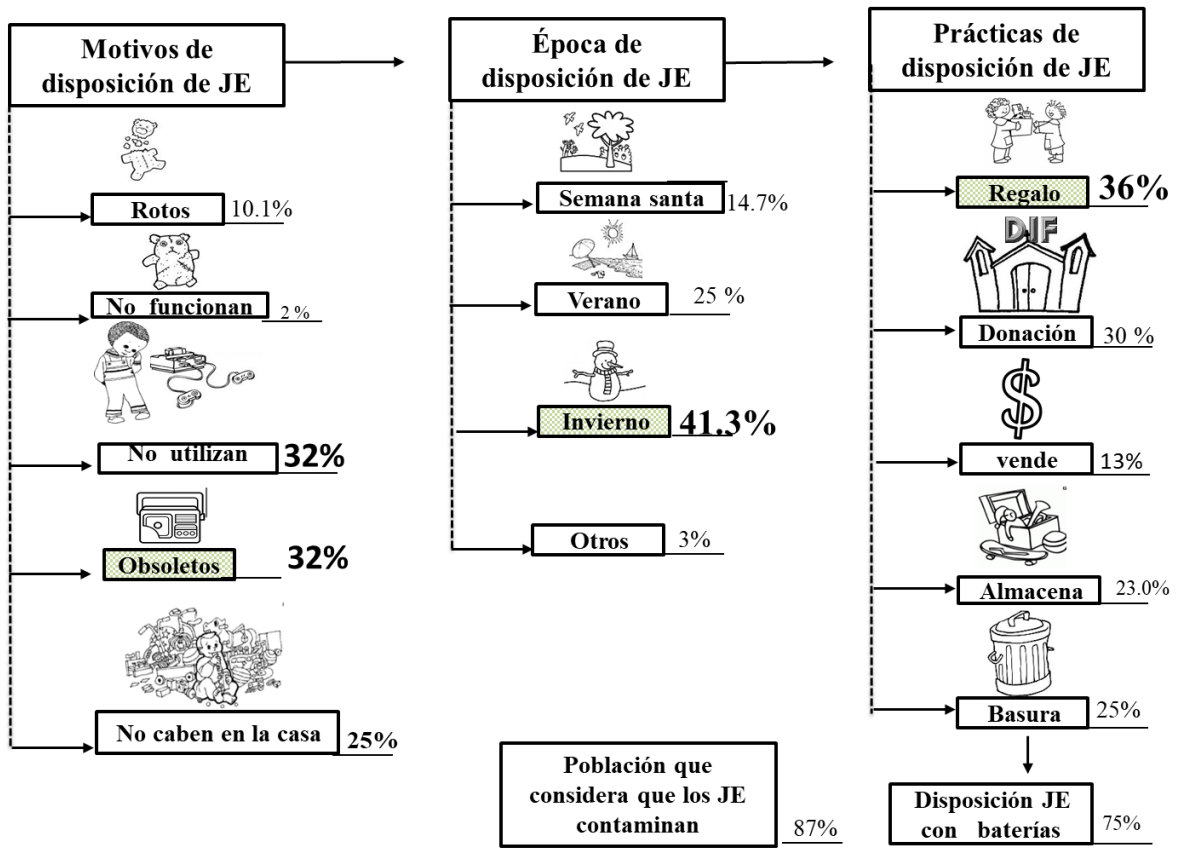 Motivos de
disposición de JE
Rotos 10.1%
No funcionan 2 %
No utilizan 32%
Obsoletos 32%
No caben en la casa 25%
Época de
disposición de JE
Semana santa 14.7%
Verano 25 %
Invierno 41.3%
Otros 3%
Población que
considera que los JE
contaminan 87%
Prácticas de
disposición de JE
Regalo 36%
DIF
Donación 30 %
$
vende 13%
Almacena 23.0%
Basura 25%
Disposición JE
con baterías 75%